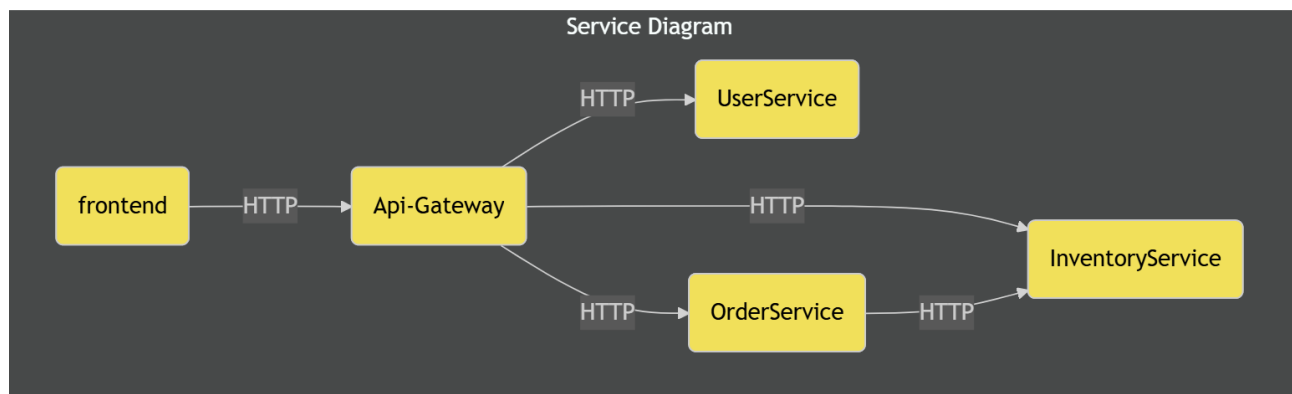 Service Diagram
HTTP
UserService
frontend
HTTP
Api-Gateway
HTTP
InventoryService
HTTP
OrderService
HTTP